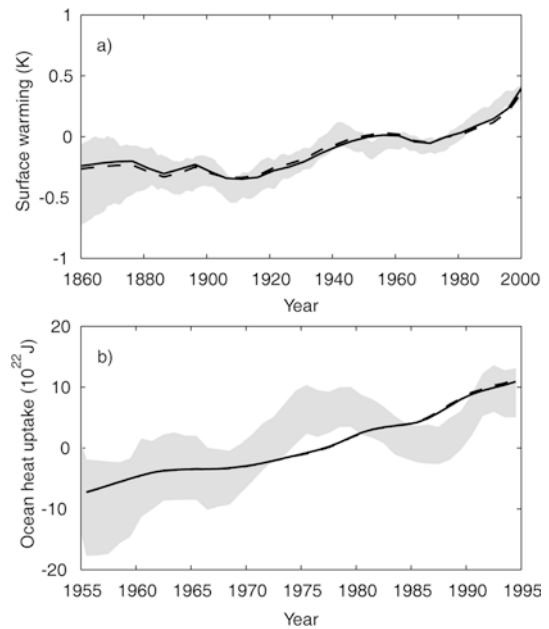 a)
Surface warming (K)
1
0.5
0
-0.5
-1
1860 1880 1900 1920 1940 1960 1980 2000
Year
b)
Ocean heat uptake (10²² J)
20
10
0
-10
-20
1955 1960 1965 1970 1975 1980 1985 1990 1995
Year